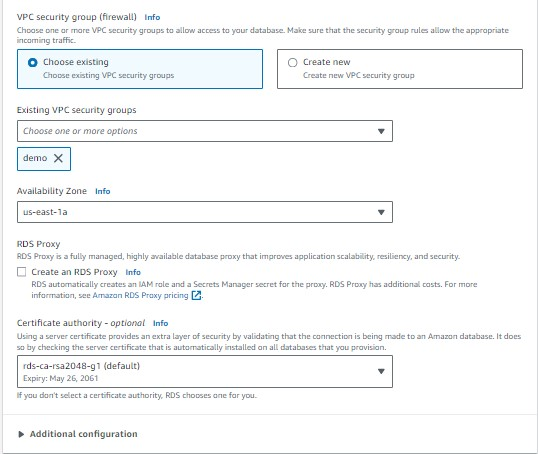 VPC security group (firewall) Info
Choose one or more VPC security groups to allow access to your database. Make sure that the security group rules allow the appropriate
incoming traffic.
Choose existing
Choose existing VPC security groups
Create new
Create new VPC security group
Existing VPC security groups
Choose one or more options
demo
Availability Zone Info
us-east-1a
RDS Proxy
RDS Proxy is a fully managed, highly available database proxy that improves application scalability, resiliency, and security.
Create an RDS Proxy Info
RDS automatically creates an IAM role and a Secrets Manager secret for the proxy. RDS Proxy has additional costs. For more
information, see Amazon RDS Proxy pricing.
Certificate authority - optional Info
Using a server certificate provides an extra layer of security by validating that the connection is being made to an Amazon database. It does
so by checking the server certificate that is automatically installed on all databases that you provision.
rds-ca-rsa2048-g1 (default)
Expiry: May 26, 2061
If you don't select a certificate authority, RDS chooses one for you.
Additional configuration